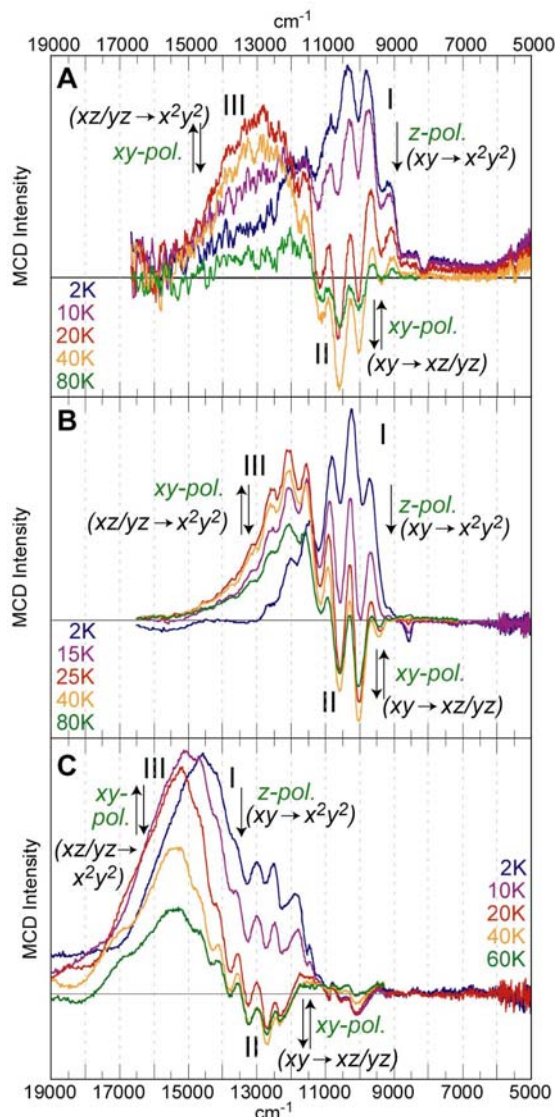 cm-1
19000 17000 15000 13000 11000 9000 7000 5000
A
III
I
(xz/yz → x2y2)
xy-pol.
z-pol.
(xy → x2y2)
MCD Intensity
2K
10K
20K
40K
80K
II
xy-pol.
(xy → xz/yz)
B
III
I
xy-pol.
(xz/yz → x2y2)
z-pol.
(xy → x2y2)
MCD Intensity
2K
15K
25K
40K
80K
II
xy-pol.
(xy → xz/yz)
C
III
I
xy-
pol.
z-pol.
(xy → x2y2)
(xz/yz →
x2y2)
MCD Intensity
2K
10K
20K
40K
60K
II
xy-pol.
(xy → xz/yz)
19000 17000 15000 13000 11000 9000 7000 5000
cm-1